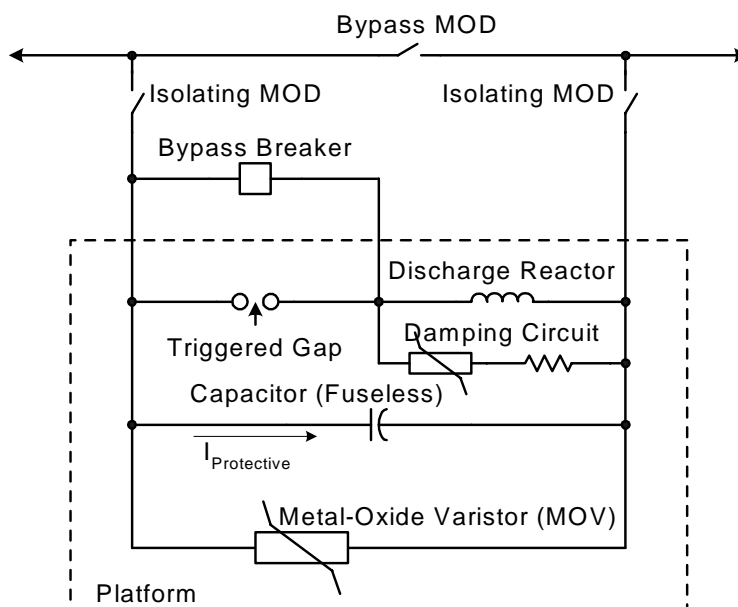 Bypass MOD
Isolating MOD
Isolating MOD
Bypass Breaker
Discharge Reactor
Triggered Gap
Damping Circuit
Capacitor (Fuseless)
I Protective
Metal-Oxide Varistor (MOV)
Platform